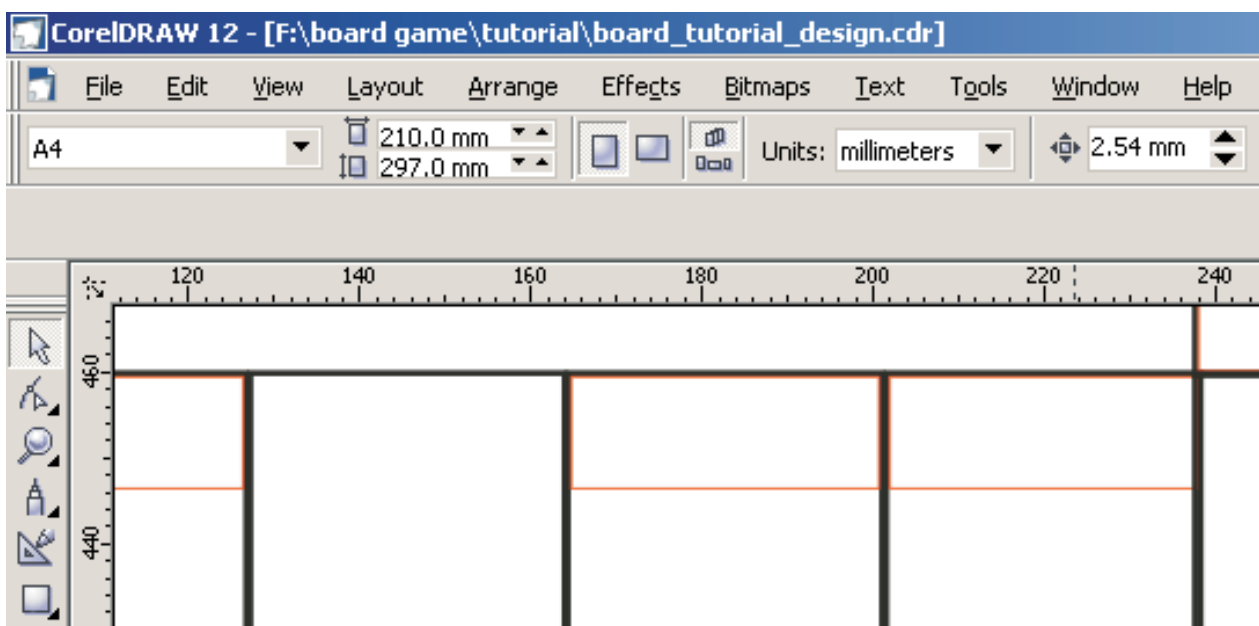 CorelDRAW 12 - [F:\board game\tutorial\board_tutorial_design.cdr]
File Edit View Layout Arrange Effects Bitmaps Text Tools Window Help
A4 210.0 mm Units: millimeters 2.54 mm
297.0 mm
120 140 160 180 200 220 240
460
440